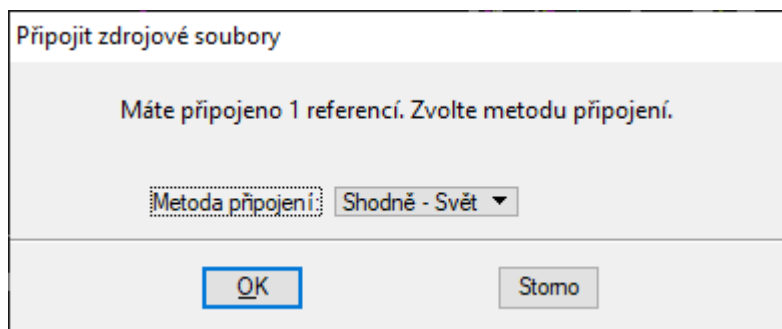 Připojit zdrojové soubory
Máte připojeno 1 referencí. Zvolte metodu připojení.
Metoda připojení: Shodně - Svět
OK Storno